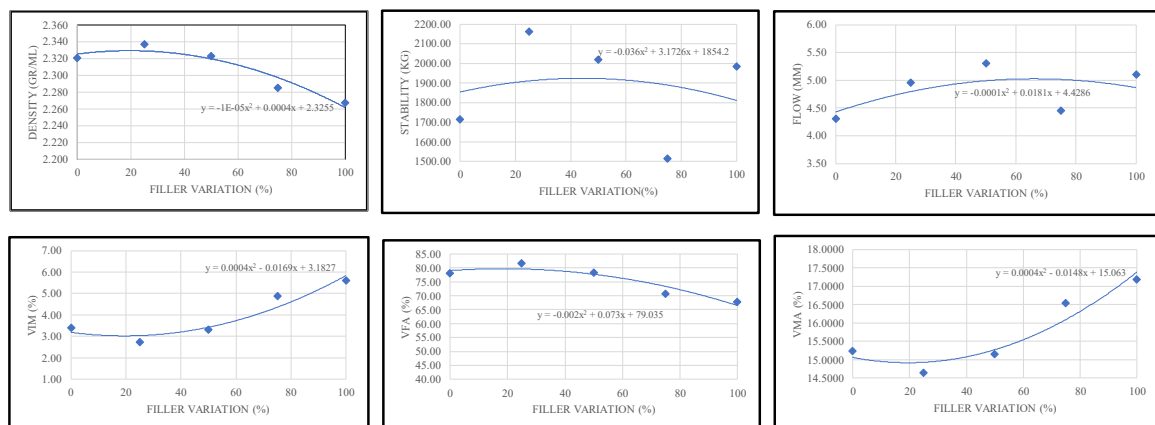 DENSITY (GR/ML)
2.360
2.340
2.320
2.300
2.280
2.260
2.240
2.220
2.200
y = -1E-05x² + 0.0004x + 2.3255
0 20 40 60 80 100
FILLER VARIATION (%)
STABILITY (KG)
2200.00
2100.00
2000.00
1900.00
1800.00
1700.00
1600.00
1500.00
y = -0.036x² + 3.1726x + 1854.2
0 20 40 60 80 100
FILLER VARIATION(%)
FLOW (MM)
6.00
5.50
5.00
4.50
4.00
3.50
y = -0.0001x² + 0.0181x + 4.4286
0 20 40 60 80 100
FILLER VARIATION (%)
VIM (%)
7.00
6.00
5.00
4.00
3.00
2.00
1.00
y = 0.0004x² - 0.0169x + 3.1827
0 20 40 60 80 100
FILLER VARIATION (%)
VFA (%)
85.00
80.00
75.00
70.00
65.00
60.00
55.00
50.00
45.00
40.00
y = -0.002x² + 0.073x + 79.035
0 20 40 60 80 100
FILLER VARIATION (%)
VMA (%)
18.0000
17.5000
17.0000
16.5000
16.0000
15.5000
15.0000
14.5000
y = 0.0004x² - 0.0148x + 15.063
0 20 40 60 80 100
FILLER VARIATION (%)